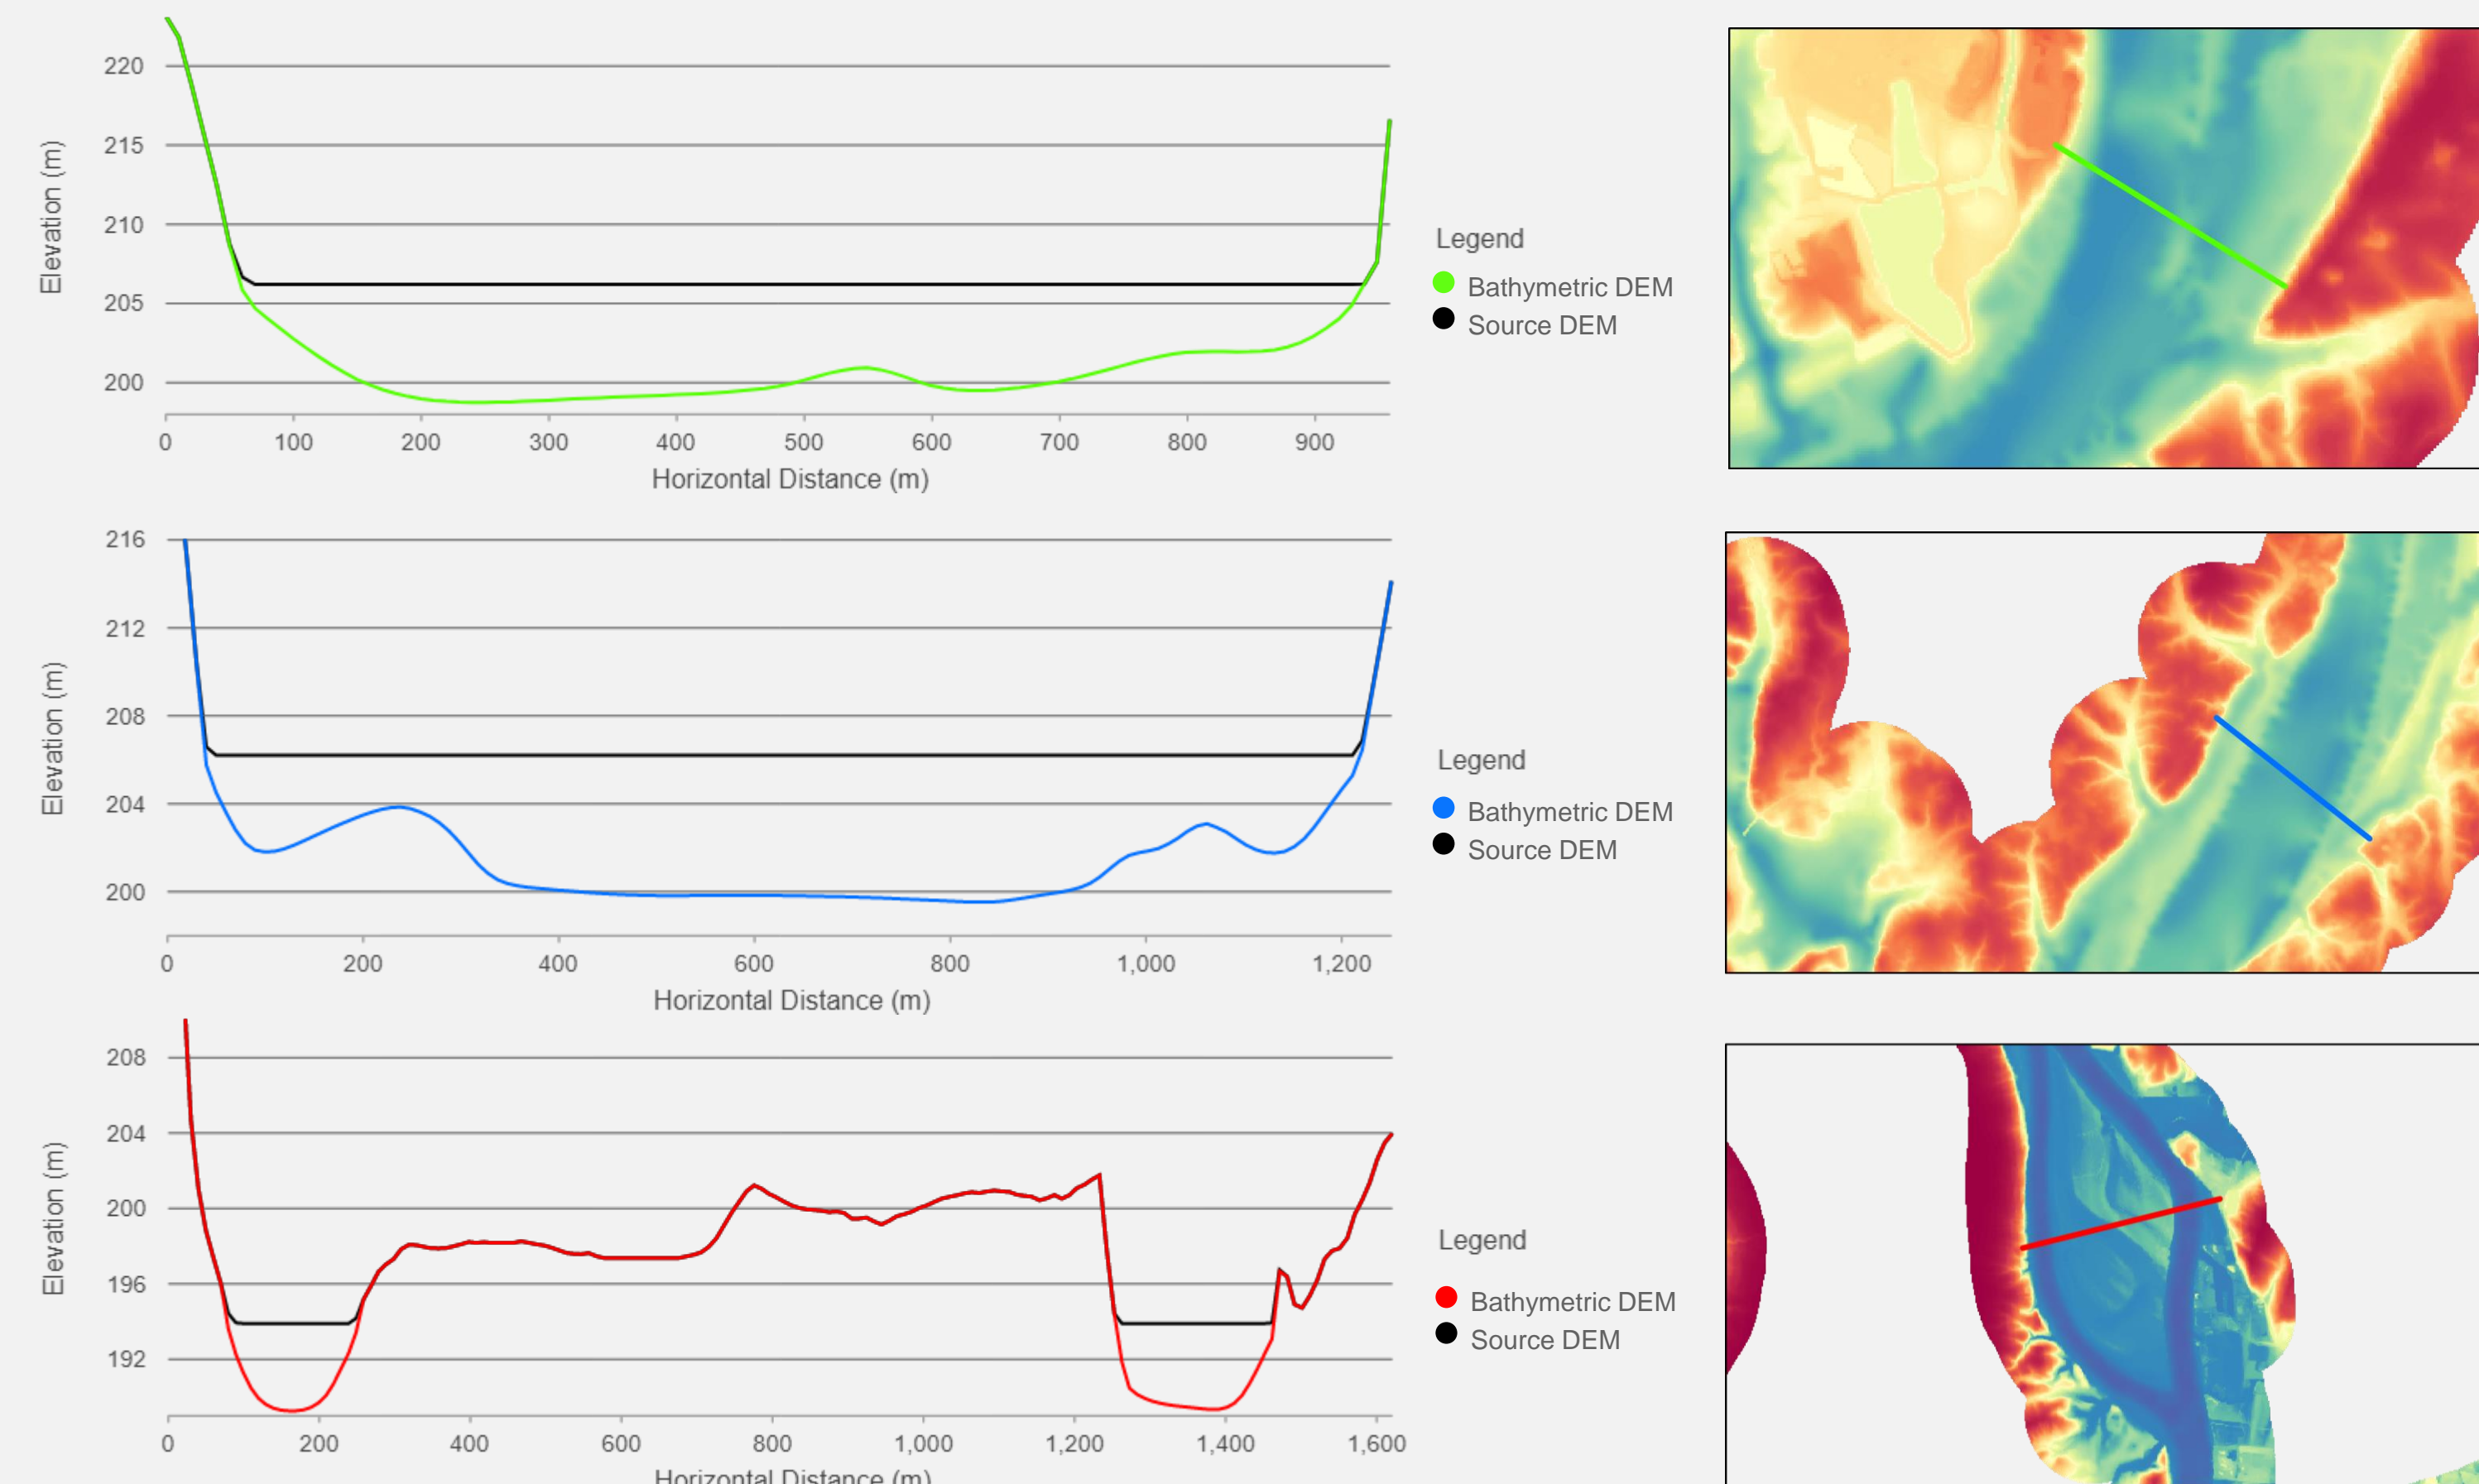 220
215
210
205
200
Elevation (m)
0 100 200 300 400 500 600 700 800 900
Horizontal Distance (m)
Legend
Bathymetric DEM
Source DEM
216
212
208
204
200
Elevation (m)
0 200 400 600 800 1,000 1,200
Horizontal Distance (m)
Legend
Bathymetric DEM
Source DEM
208
204
200
196
192
Elevation (m)
0 200 400 600 800 1,000 1,200 1,400 1,600
Horizontal Distance (m)
Legend
Bathymetric DEM
Source DEM